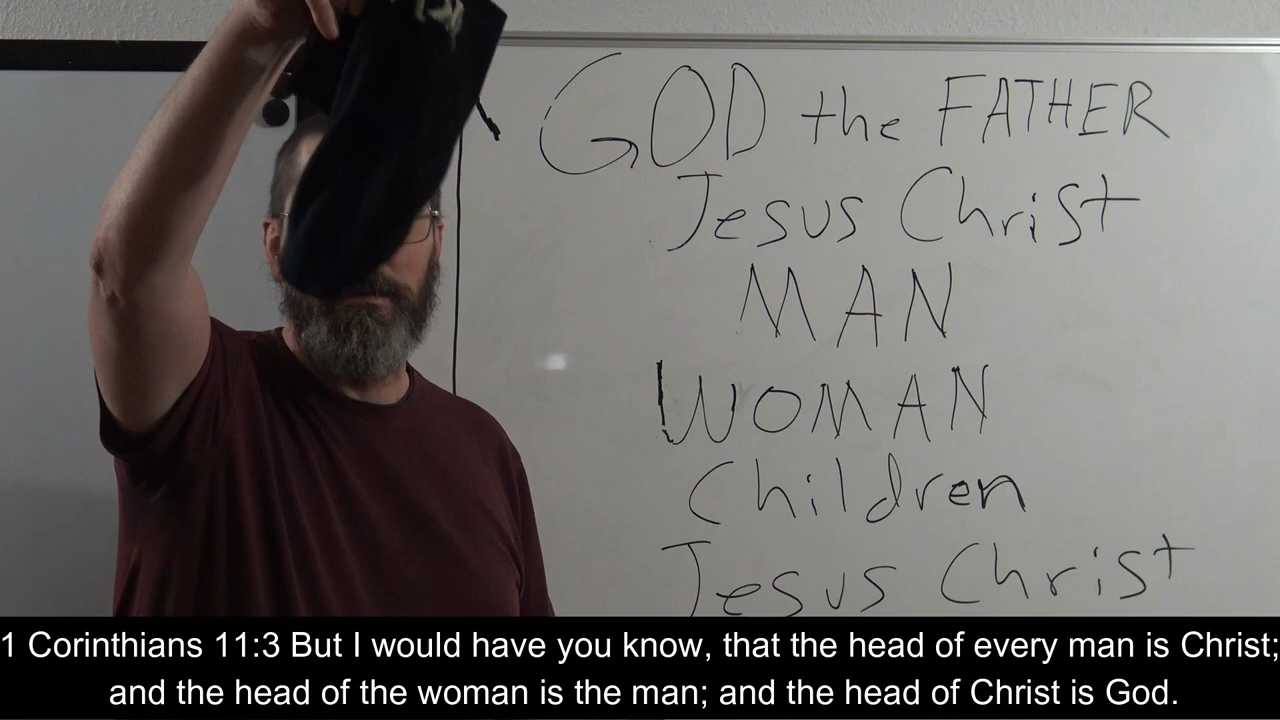 GOD the FATHER
Jesus Christ
MAN
WOMAN
Children
Jesus Christ
1 Corinthians 11:3 But I would have you know, that the head of every man is Christ;
and the head of the woman is the man; and the head of Christ is God.